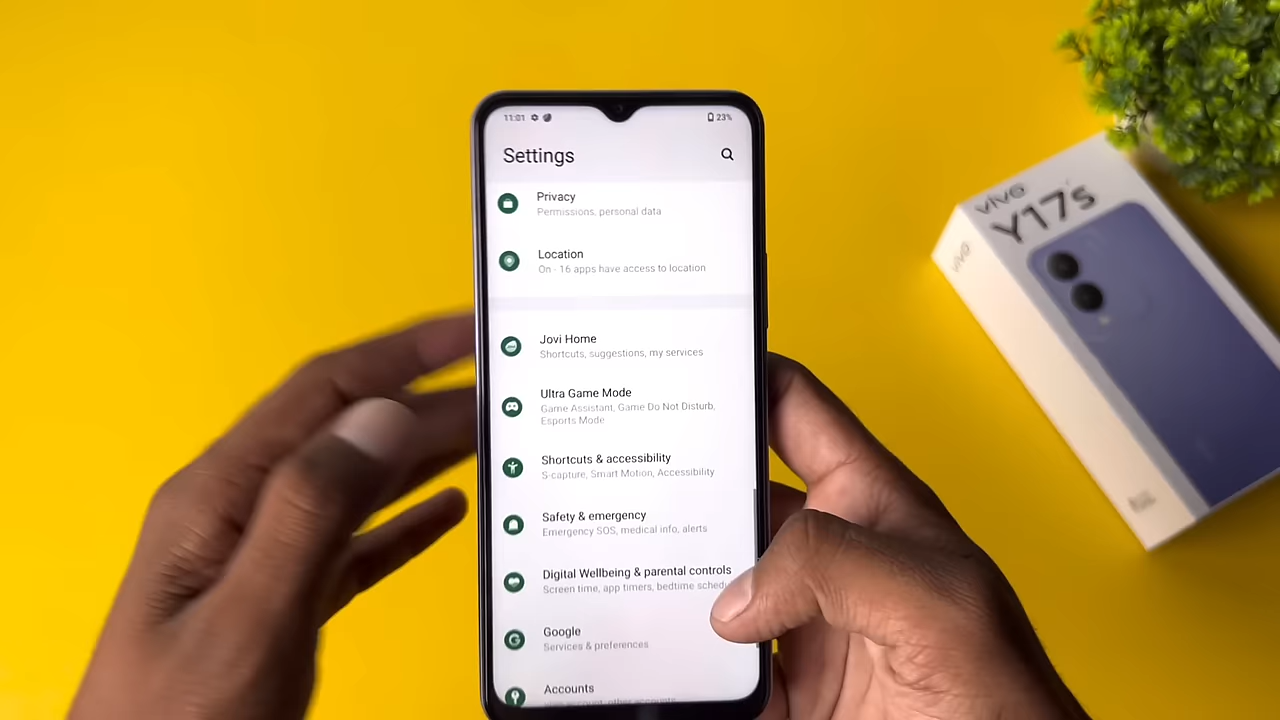 11:01
23%
Settings
Privacy
Permissions, personal data
Location
On - 16 apps have access to location
Jovi Home
Shortcuts, suggestions, my services
Ultra Game Mode
Game Assistant, Game Do Not Disturb,
Esports Mode
Shortcuts & accessibility
S-capture, Smart Motion, Accessibility
Safety & emergency
Emergency SOS, medical info, alerts
Digital Wellbeing & parental controls
Screen time, app timers, bedtime
Google
Services & preferences
Accounts
vivo
Y17s
vivo